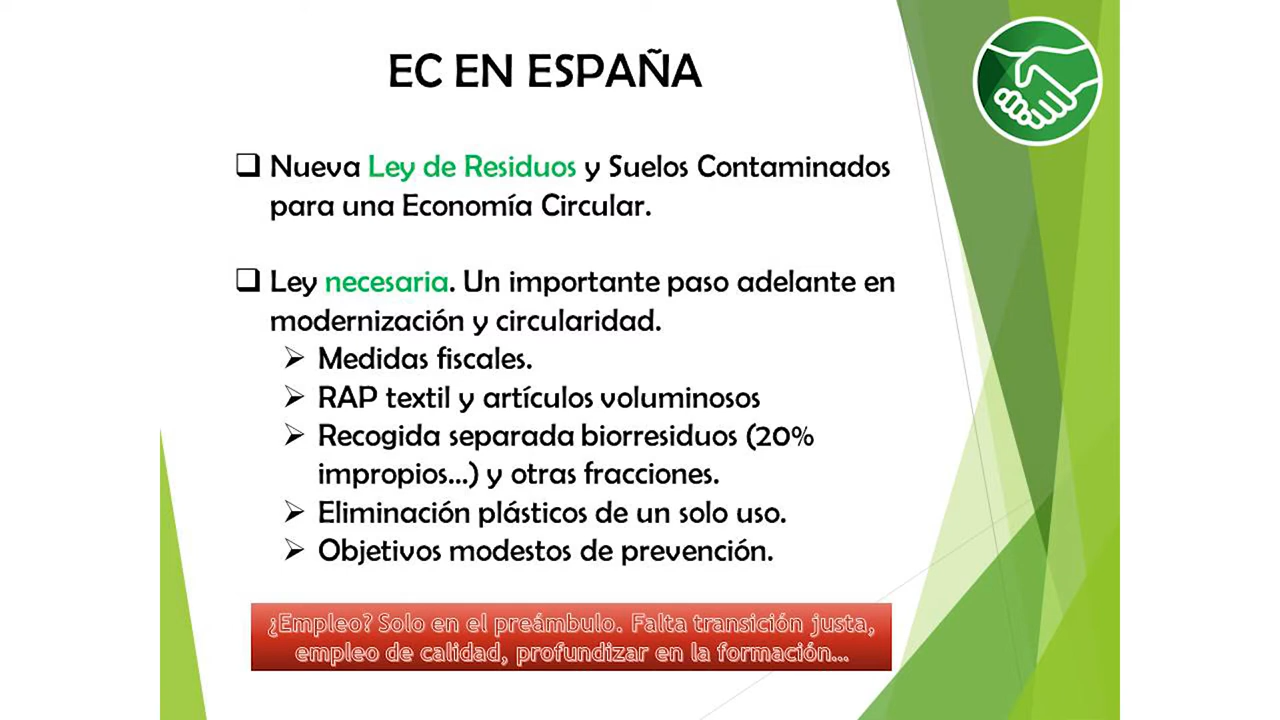 EC EN ESPAÑA
Nueva Ley de Residuos y Suelos Contaminados
para una Economía Circular.
Ley necesaria. Un importante paso adelante en
modernización y circularidad.
Medidas fiscales.
RAP textil y artículos voluminosos
Recogida separada biorresiduos (20%
impropios...) y otras fracciones.
Eliminación plásticos de un solo uso.
Objetivos modestos de prevención.
¿Empleo? Solo en el preámbulo. Falta transición justa,
empleo de calidad, profundizar en la formación...